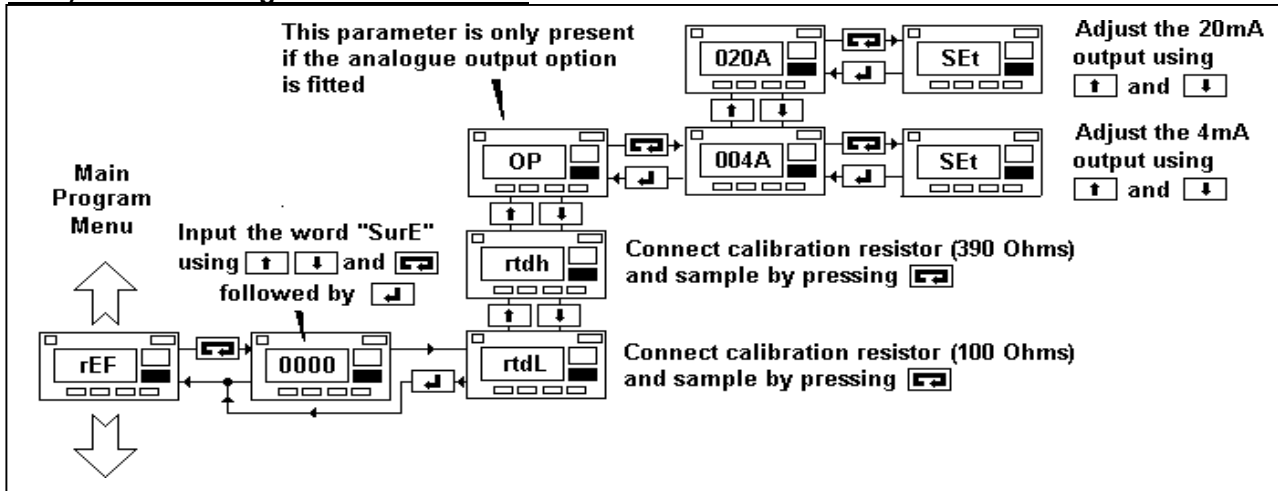 This parameter is only present
if the analogue output option
is fitted
020A
SEt
Adjust the 20mA
output using
and
OP
004A
SEt
Adjust the 4mA
output using
and
Main
Program
Menu
Input the word "SurE"
using and
followed by
rtdh
Connect calibration resistor (390 Ohms)
and sample by pressing
rEF
0000
rtdL
Connect calibration resistor (100 Ohms)
and sample by pressing